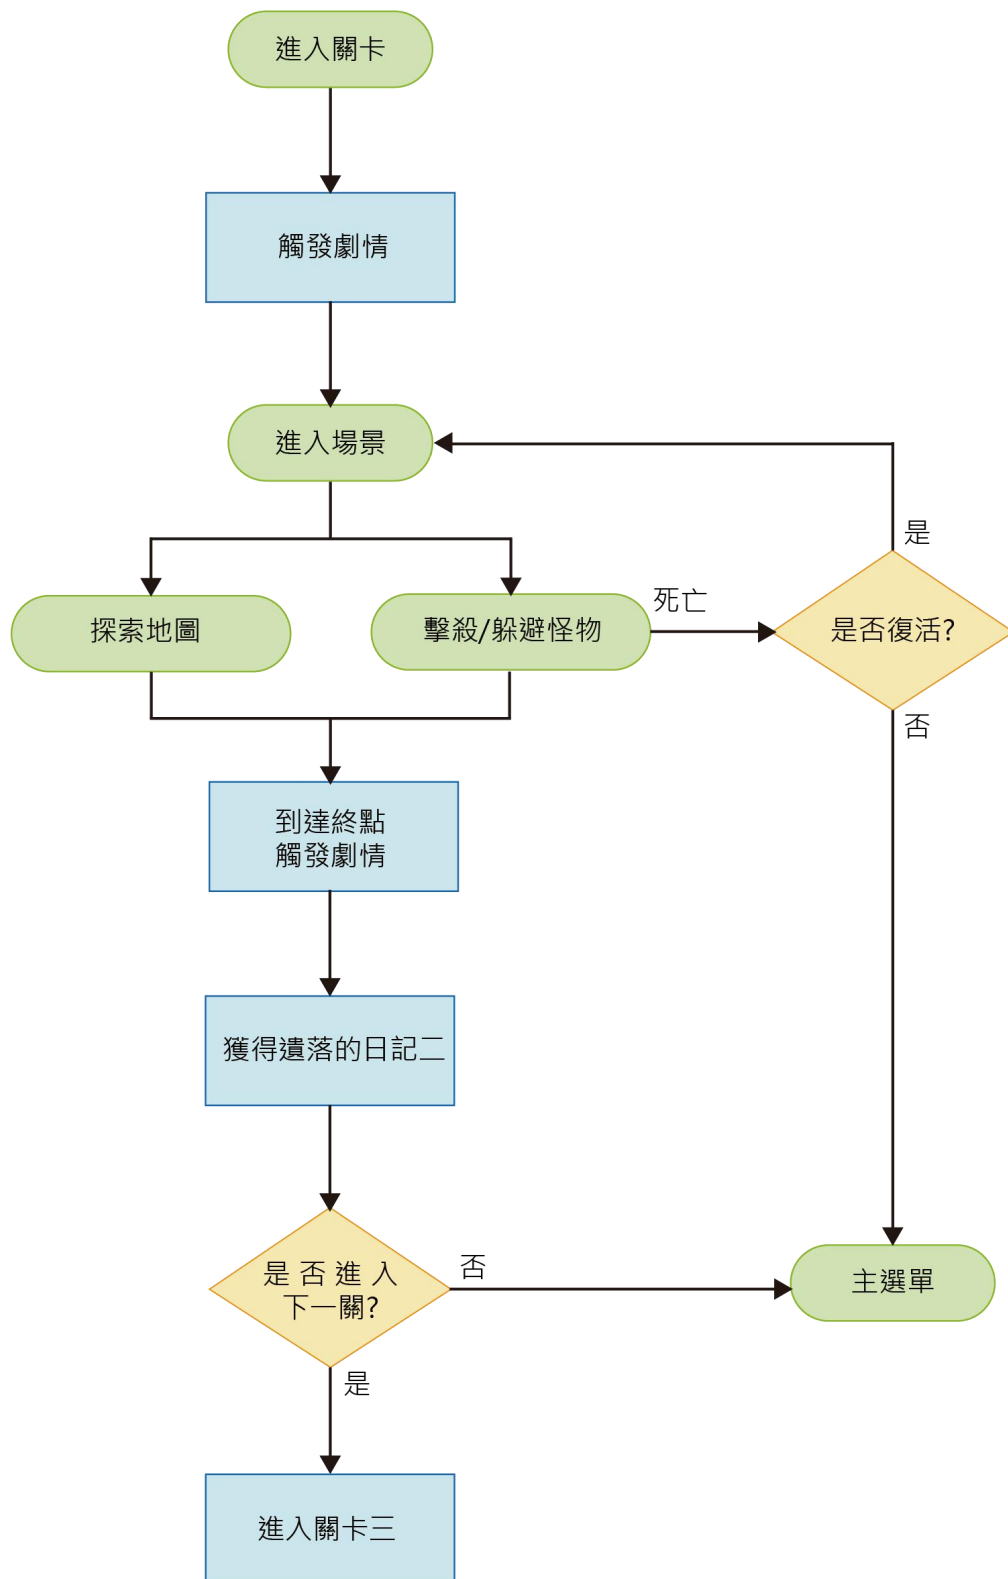 進入關卡
觸發劇情
進入場景
是
探索地圖
擊殺/躲避怪物
死亡
是否復活?
否
到達終點
觸發劇情
獲得遺落的日記二
是否進入
下一關?
否
主選單
是
進入關卡三